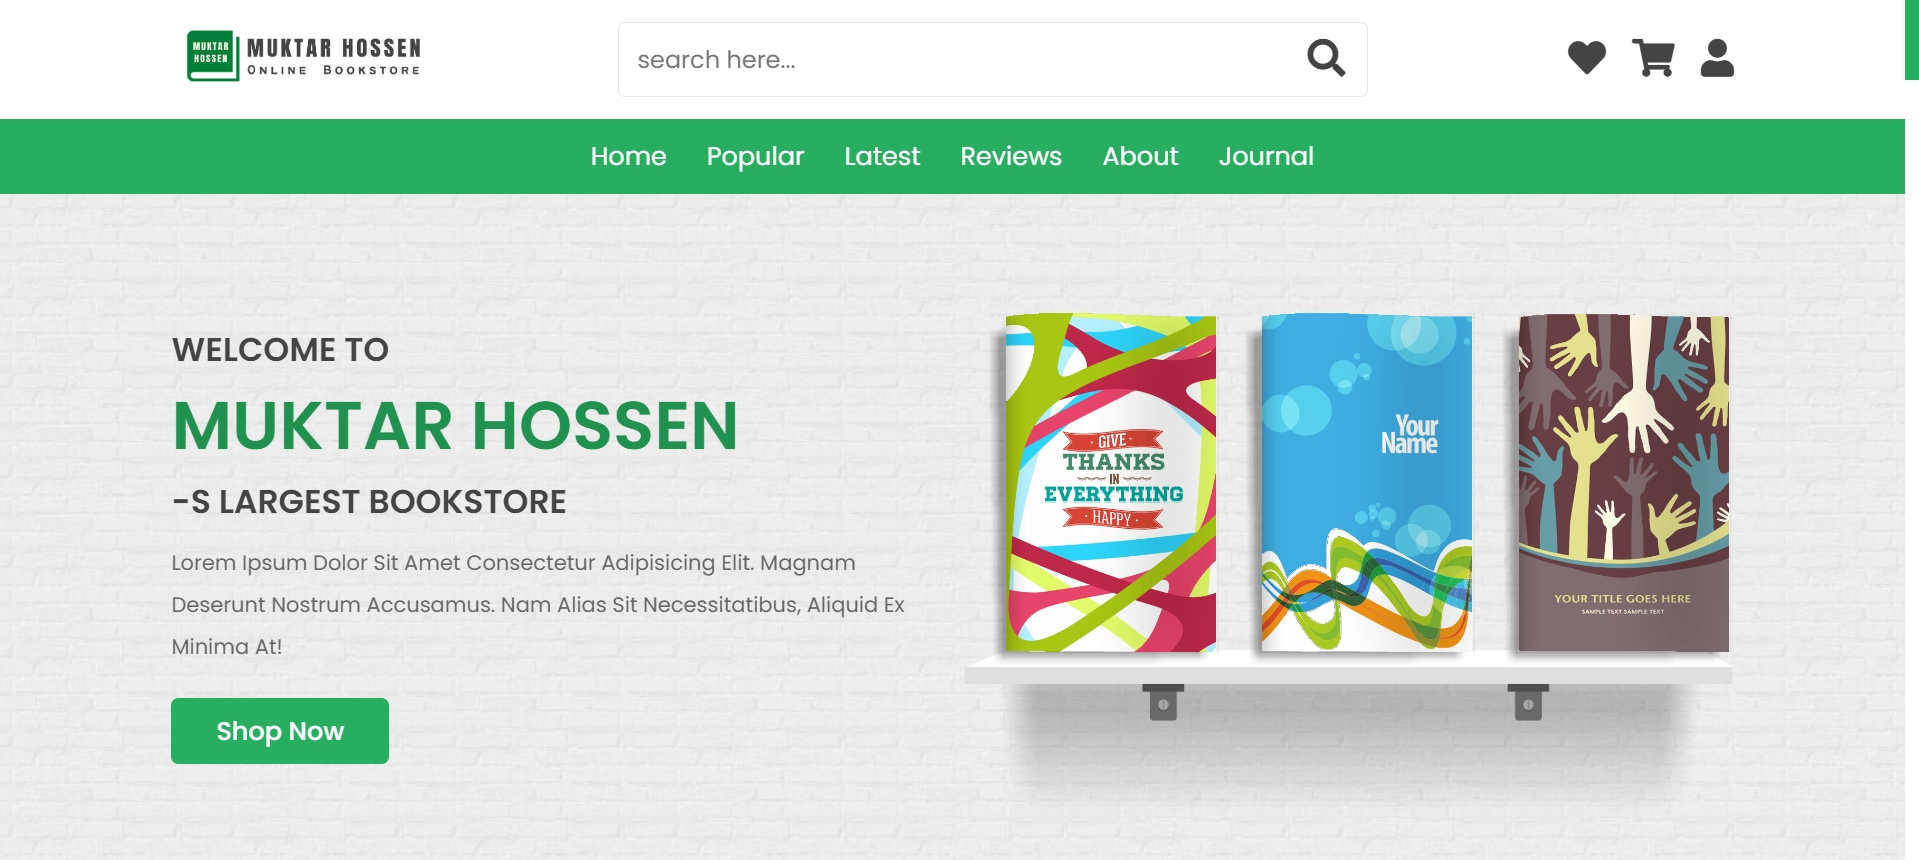 MUKTAR
HOSSEN
MUKTAR HOSSEN
ONLINE BOOKSTORE
search here...
Home Popular Latest Reviews About Journal
WELCOME TO
MUKTAR HOSSEN
-S LARGEST BOOKSTORE
Lorem Ipsum Dolor Sit Amet Consectetur Adipisicing Elit. Magnam
Deserunt Nostrum Accusamus. Nam Alias Sit Necessitatibus, Aliquid Ex
Minima At!
Shop Now
· GIVE ·
THANKS
IN
EVERYTHING
· HAPPY ·
Your
Name
YOUR TITLE GOES HERE
SAMPLE TEXT SAMPLE TEXT